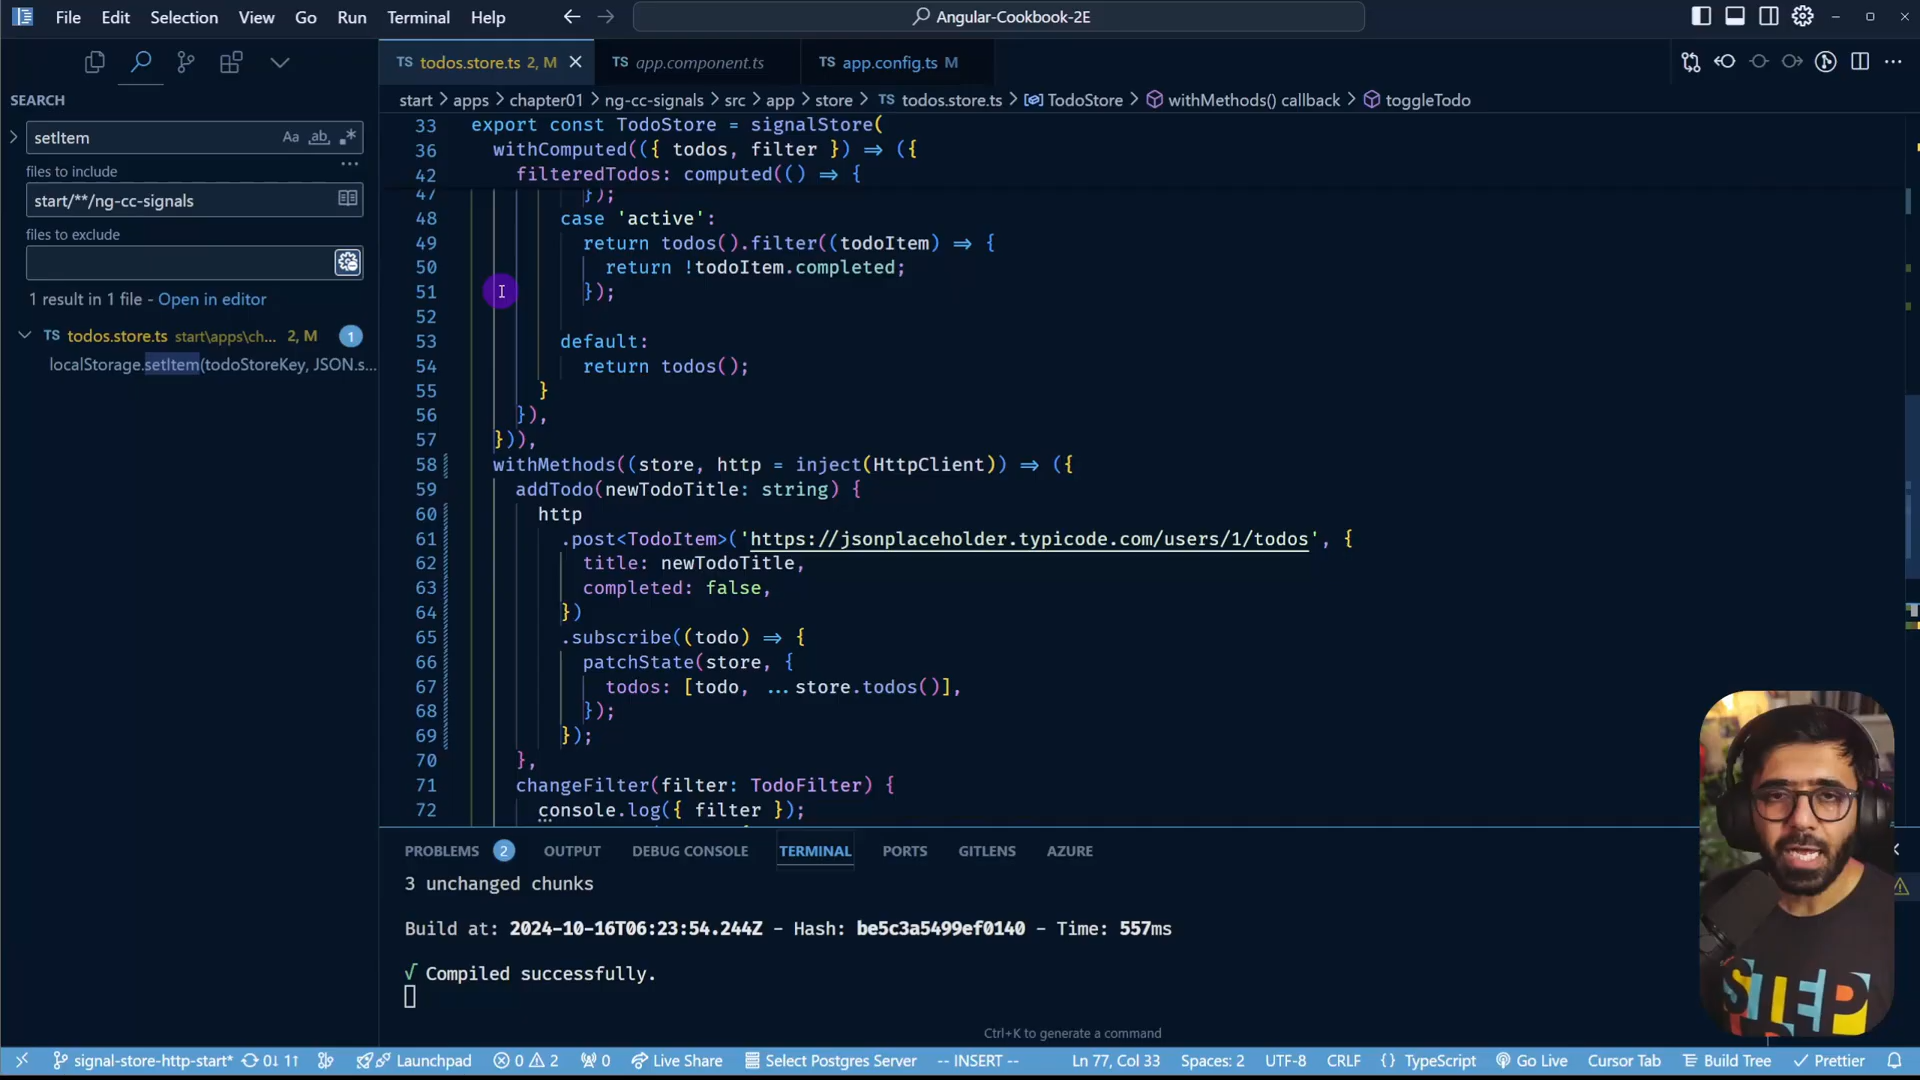 File Edit Selection View Go Run Terminal Help
Angular-Cookbook-2E
SEARCH
setItem
Aa ab
files to include
start/**/ng-cc-signals
files to exclude
1 result in 1 file - Open in editor
TS todos.store.ts start\apps\ch... 2, M 1
localStorage.setItem(todoStoreKey, JSON.s...
TS todos.store.ts 2, M
TS app.component.ts
TS app.config.ts M
start > apps > chapter01 > ng-cc-signals > src > app > store > TS todos.store.ts > TodoStore > withMethods() callback > toggleTodo
33 export const TodoStore = signalStore(
36 withComputed(({ todos, filter }) => ({
42 filteredTodos: computed(() => {
47 });
48 case 'active':
49 return todos().filter((todoItem) => {
50 return !todoItem.completed;
51 });
52
53 default:
54 return todos();
55 }
56 }),
57 })),
58 withMethods((store, http = inject(HttpClient)) => ({
59 addTodo(newTodoTitle: string) {
60 http
61 .post<TodoItem>('https://jsonplaceholder.typicode.com/users/1/todos', {
62 title: newTodoTitle,
63 completed: false,
64 })
65 .subscribe((todo) => {
66 patchState(store, {
67 todos: [todo, ...store.todos()],
68 });
69 });
70 },
71 changeFilter(filter: TodoFilter) {
72 console.log({ filter });
PROBLEMS 2 OUTPUT DEBUG CONSOLE TERMINAL PORTS GITLENS AZURE
3 unchanged chunks
Build at: 2024-10-16T06:23:54.244Z - Hash: be5c3a5499ef0140 - Time: 557ms
√ Compiled successfully.
Ctrl+K to generate a command
STEP
signal-store-http-start* 0↓ 1↑ Launchpad 0 2 0 Live Share Select Postgres Server -- INSERT -- Ln 77, Col 33 Spaces: 2 UTF-8 CRLF {} TypeScript Go Live Cursor Tab Build Tree Prettier